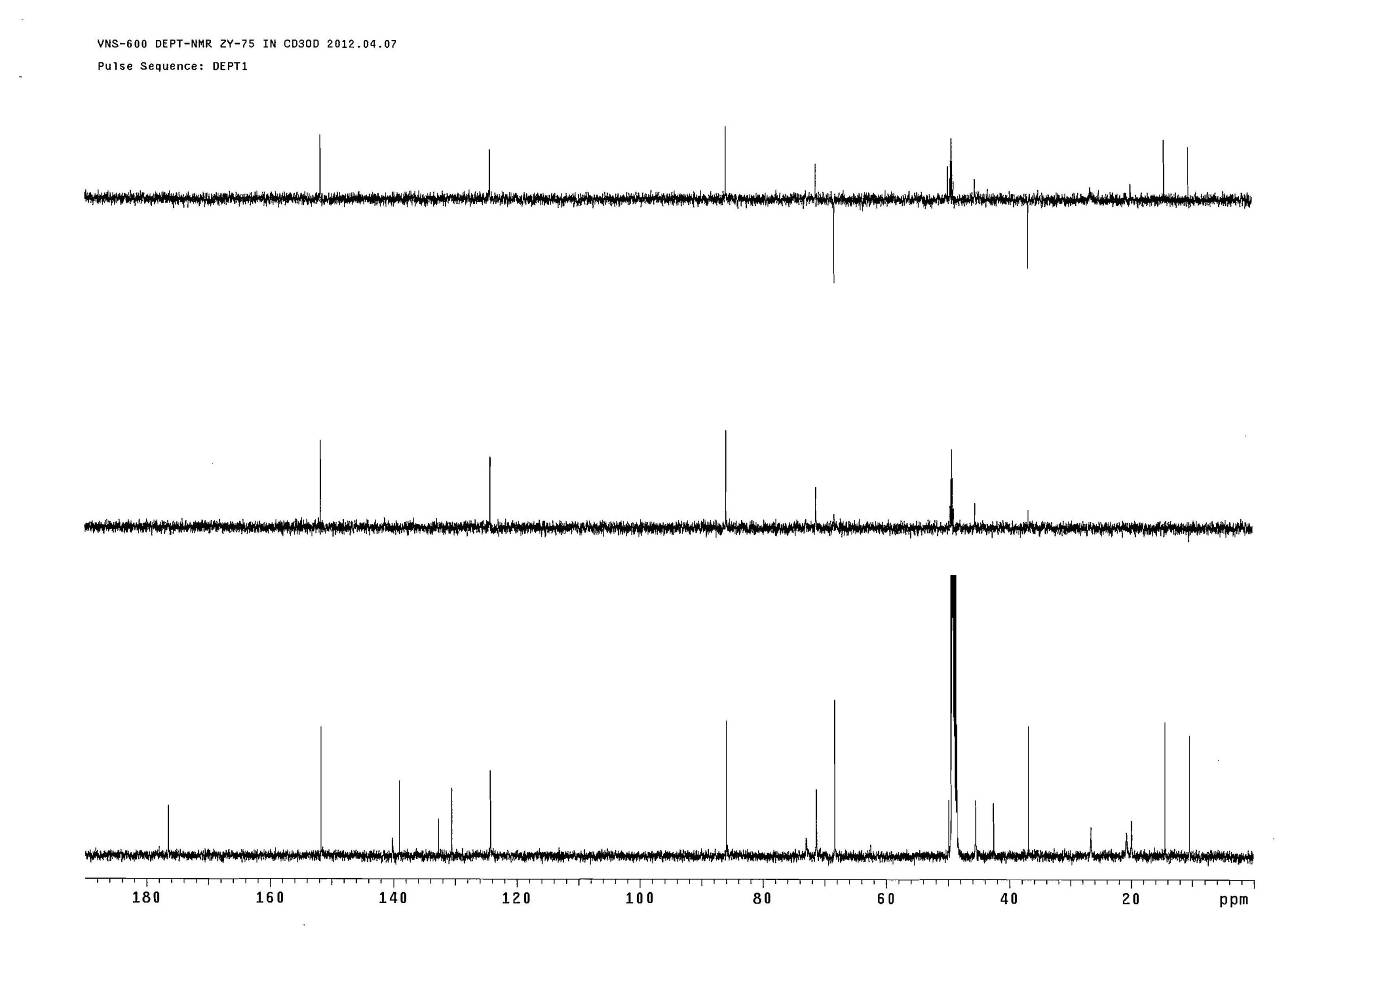 VNS-600 DEPT-NMR ZY-75 IN CD3OD 2012.04.07
Pulse Sequence: DEPT1
180 160 140 120 100 80 60 40 20 ppm